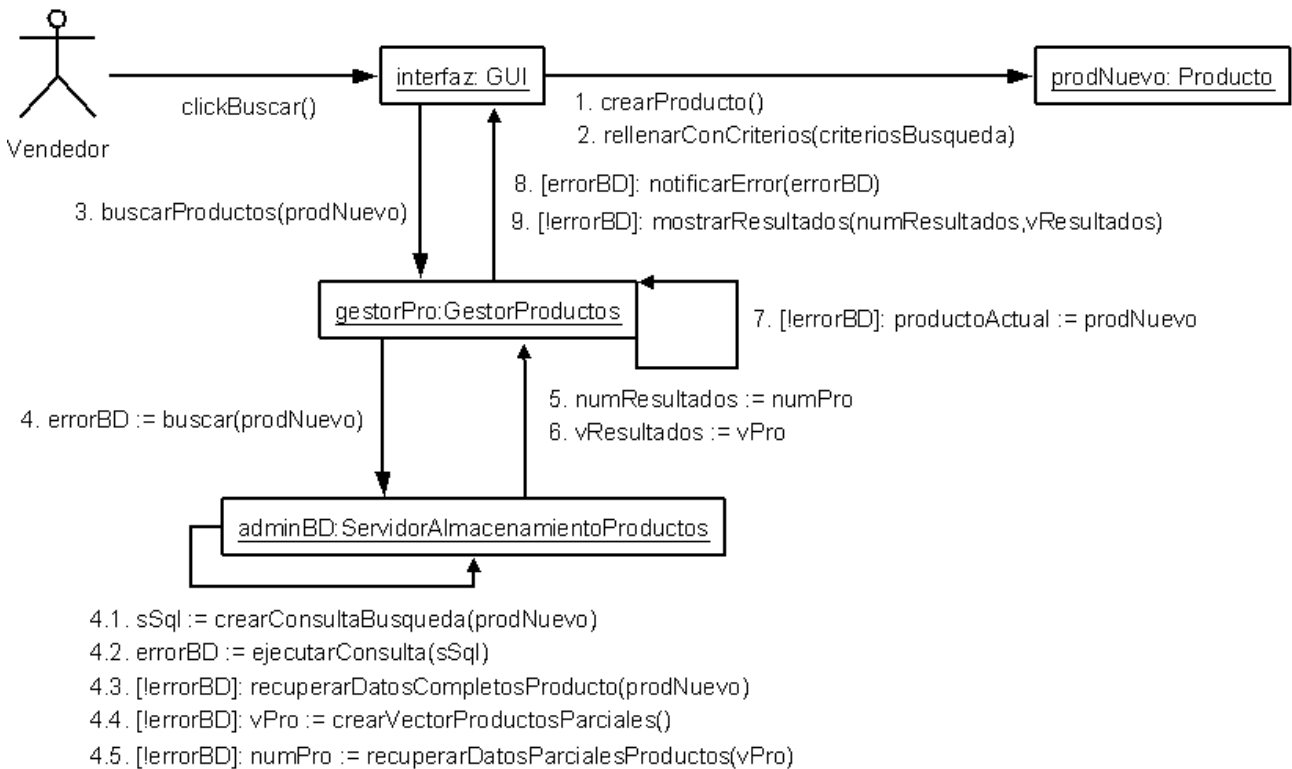 interfaz: GUI
prodNuevo: Producto
clickBuscar()
1. crearProducto()
2. rellenarConCriterios(criteriosBusqueda)
Vendedor
8. [errorBD]: notificarError(errorBD)
3. buscarProductos(prodNuevo)
9. [!errorBD]: mostrarResultados(numResultados,vResultados)
gestorPro:GestorProductos
7. [!errorBD]: productoActual := prodNuevo
4. errorBD := buscar(prodNuevo)
5. numResultados := numPro
6. vResultados := vPro
adminBD:ServidorAlmacenamientoProductos
4.1. sSql := crearConsultaBusqueda(prodNuevo)
4.2. errorBD := ejecutarConsulta(sSql)
4.3. [!errorBD]: recuperarDatosCompletosProducto(prodNuevo)
4.4. [!errorBD]: vPro := crearVectorProductosParciales()
4.5. [!errorBD]: numPro := recuperarDatosParcialesProductos(vPro)